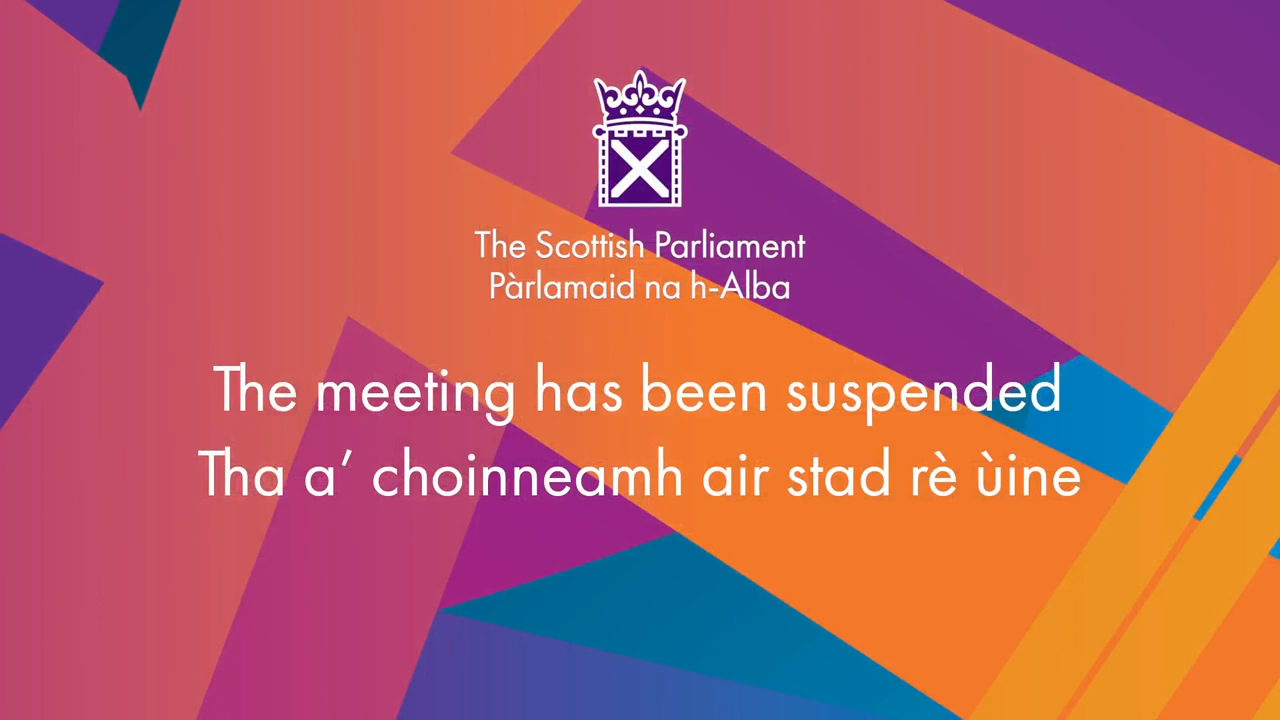 The Scottish Parliament
Pàrlamaid na h-Alba
The meeting has been suspended
Tha a’ choinneamh air stad rè ùine